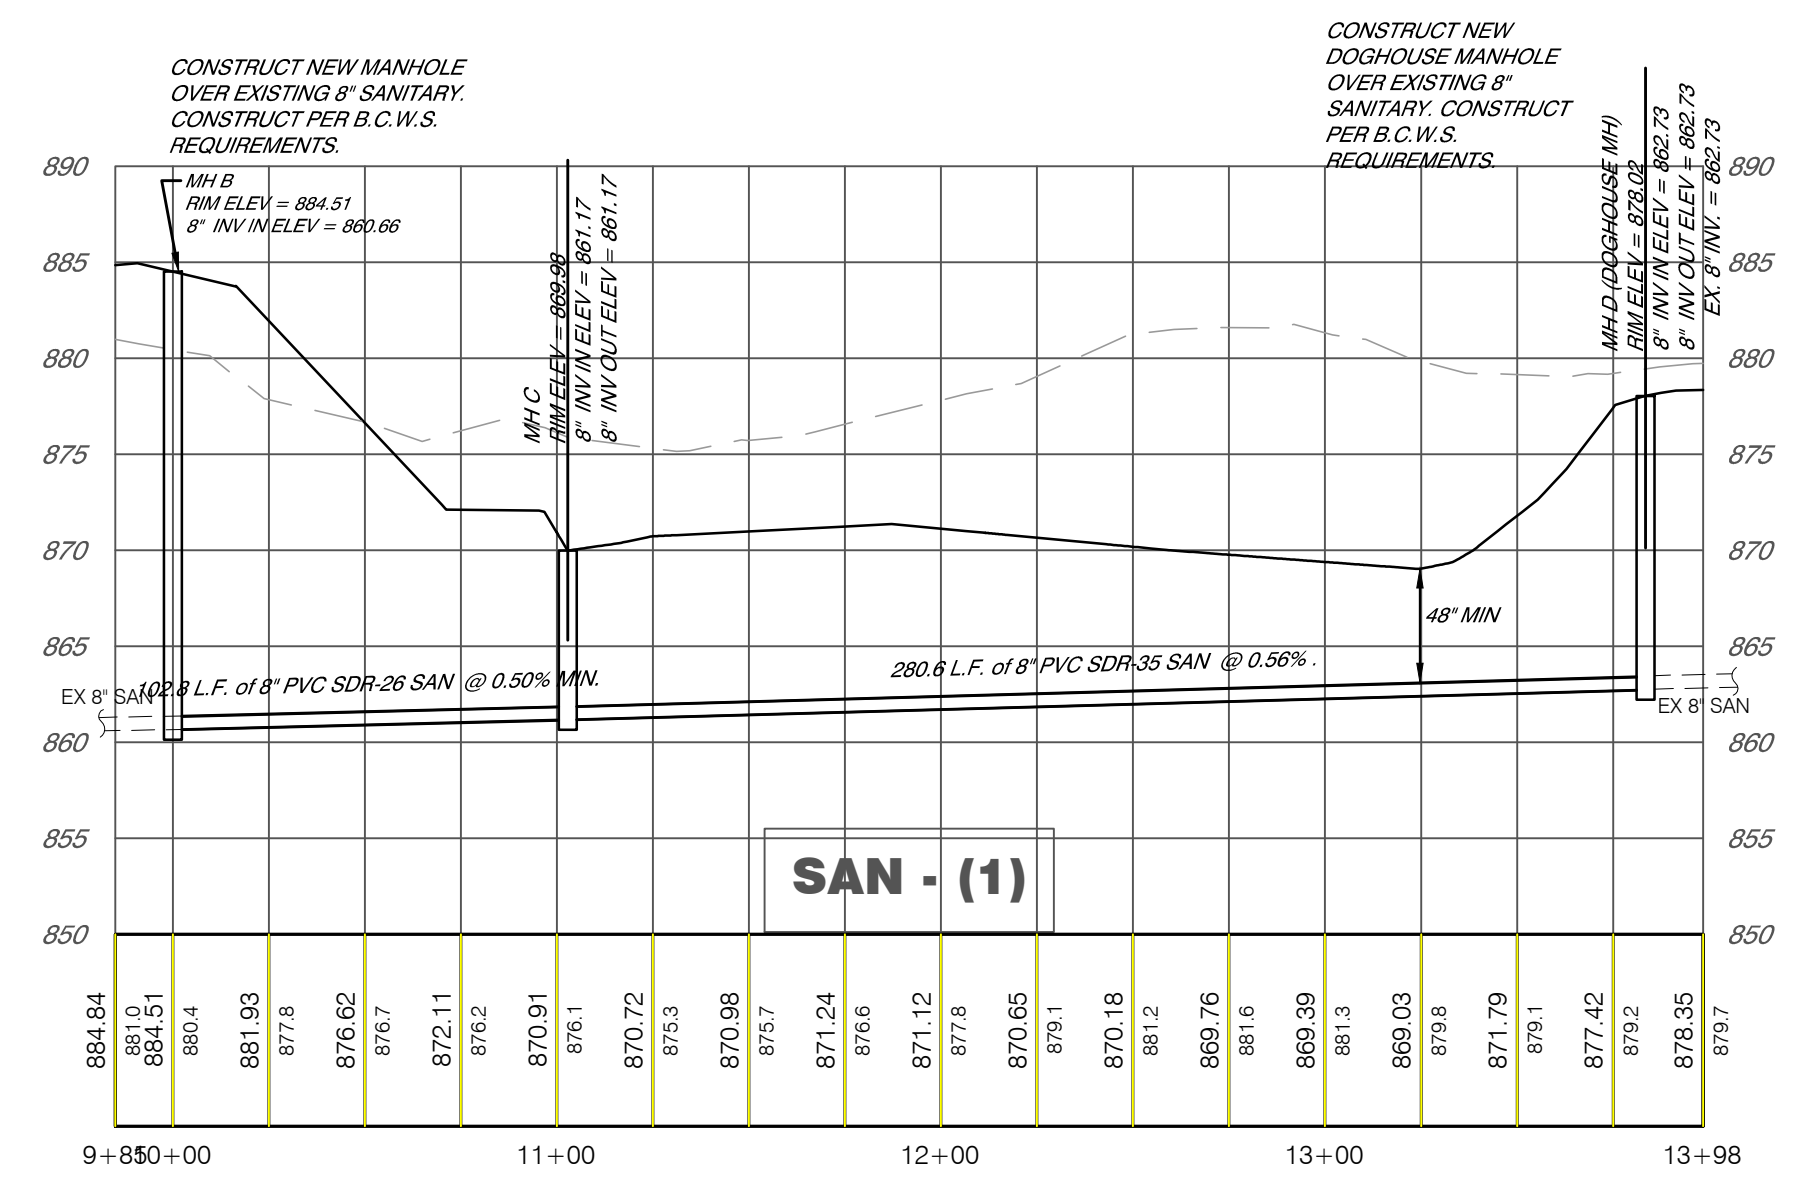 CONSTRUCT NEW MANHOLE
OVER EXISTING 8" SANITARY.
CONSTRUCT PER B.C.W.S.
REQUIREMENTS.
CONSTRUCT NEW
DOGHOUSE MANHOLE
OVER EXISTING 8"
SANITARY. CONSTRUCT
PER B.C.W.S.
REQUIREMENTS.
MH B
RIM ELEV = 884.51
8" INV IN ELEV = 860.66
MH C
RIM ELEV = 869.98
8" INV IN ELEV = 861.17
8" INV OUT ELEV = 861.17
MH D (DOGHOUSE MH)
RIM ELEV = 878.02
8" INV IN ELEV = 862.73
8" INV OUT ELEV = 862.73
EX. 8" INV. = 862.73
890
885
880
875
870
865
860
855
850
890
885
880
875
870
865
860
855
850
48" MIN
280.6 L.F. of 8" PVC SDR-35 SAN @ 0.56% .
102.8 L.F. of 8" PVC SDR-26 SAN @ 0.50% MIN.
EX 8" SAN
EX 8" SAN
SAN - (1)
884.84
881.0
884.51
880.4
881.93
877.8
876.62
876.7
872.11
876.2
870.91
876.1
870.72
875.3
870.98
875.7
871.24
876.6
871.12
877.8
870.65
879.1
870.18
881.2
869.76
881.6
869.39
881.3
869.03
879.8
871.79
879.1
877.42
879.2
878.35
879.7
9+85 10+00 11+00 12+00 13+00 13+98